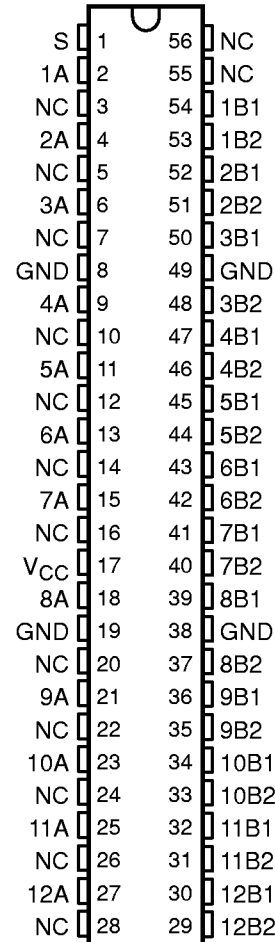 S 1 56 NC
1A 2 55 NC
NC 3 54 1B1
2A 4 53 1B2
NC 5 52 2B1
3A 6 51 2B2
NC 7 50 3B1
GND 8 49 GND
4A 9 48 3B2
NC 10 47 4B1
5A 11 46 4B2
NC 12 45 5B1
6A 13 44 5B2
NC 14 43 6B1
7A 15 42 6B2
NC 16 41 7B1
VCC 17 40 7B2
8A 18 39 8B1
GND 19 38 GND
NC 20 37 8B2
9A 21 36 9B1
NC 22 35 9B2
10A 23 34 10B1
NC 24 33 10B2
11A 25 32 11B1
NC 26 31 11B2
12A 27 30 12B1
NC 28 29 12B2